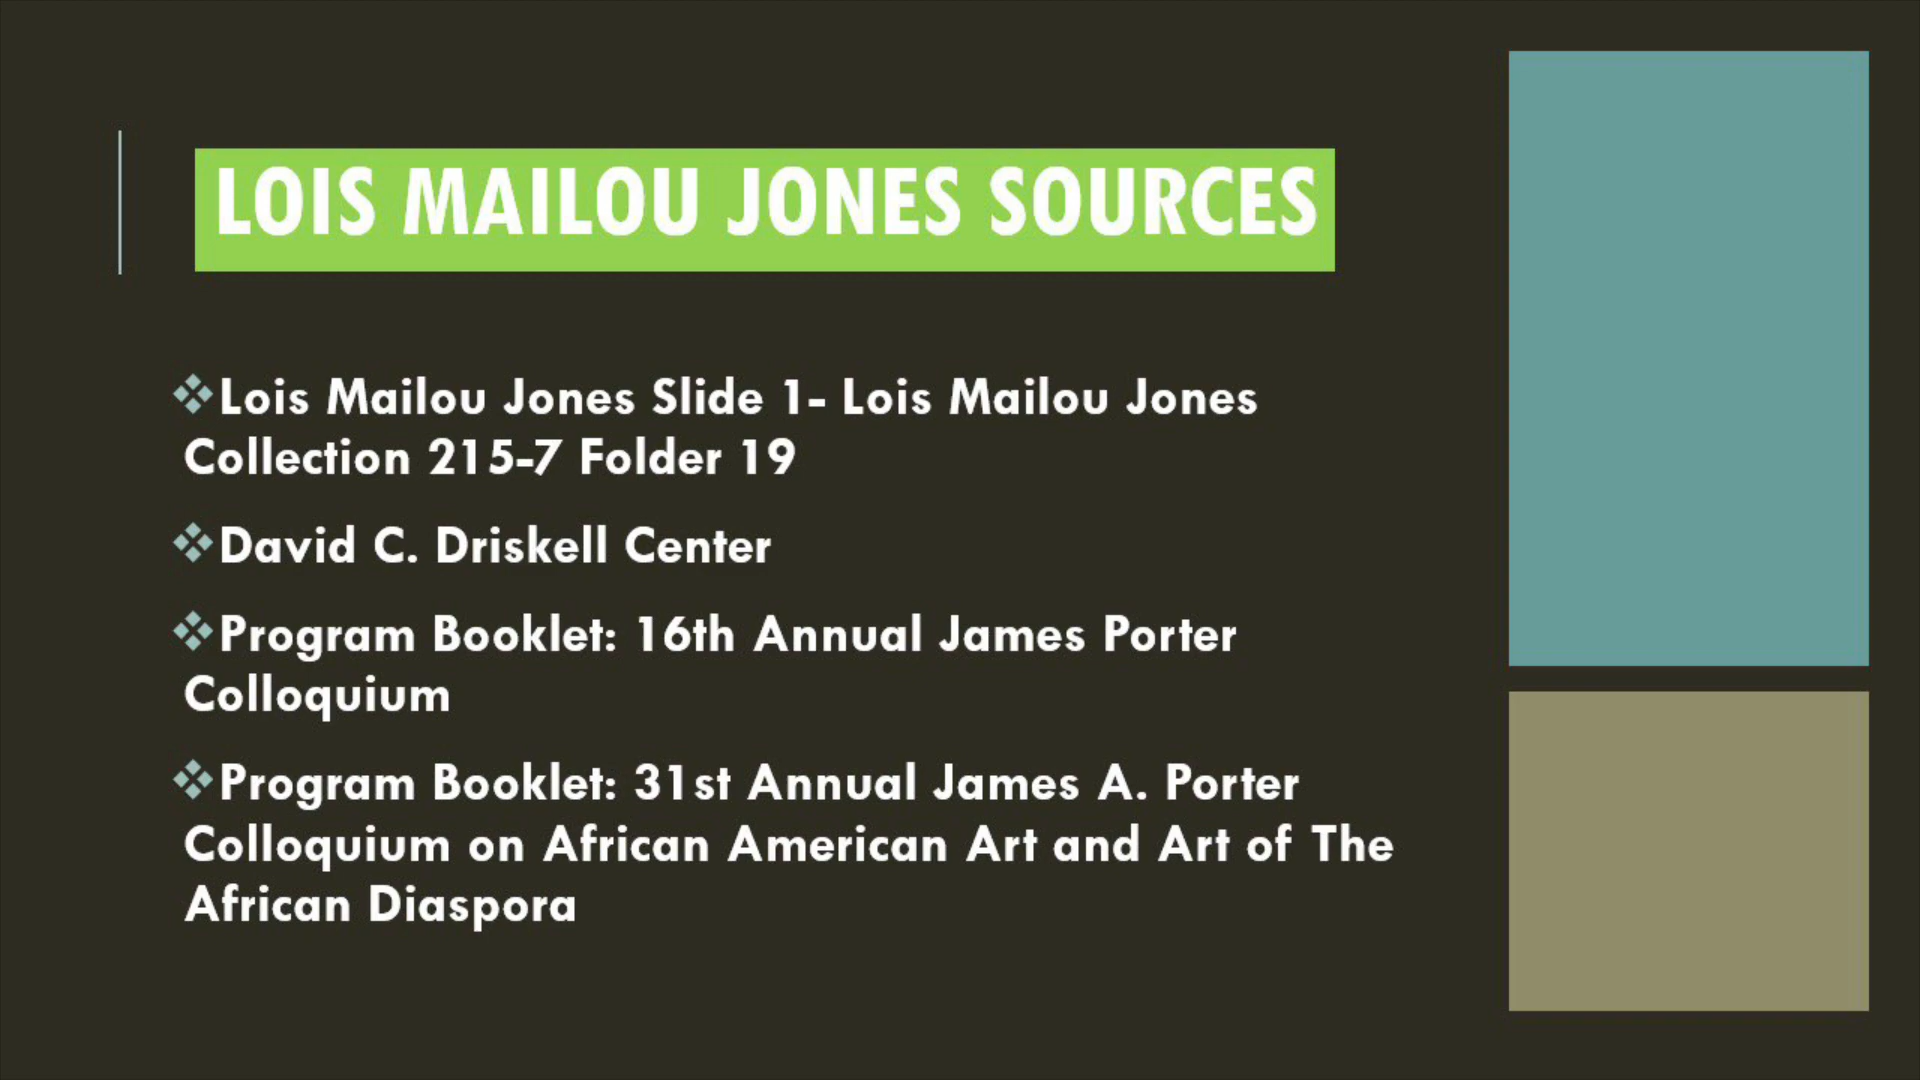 LOIS MAILOU JONES SOURCES
❖Lois Mailou Jones Slide 1- Lois Mailou Jones
Collection 215-7 Folder 19
❖David C. Driskell Center
❖Program Booklet: 16th Annual James Porter
Colloquium
❖Program Booklet: 31st Annual James A. Porter
Colloquium on African American Art and Art of The
African Diaspora